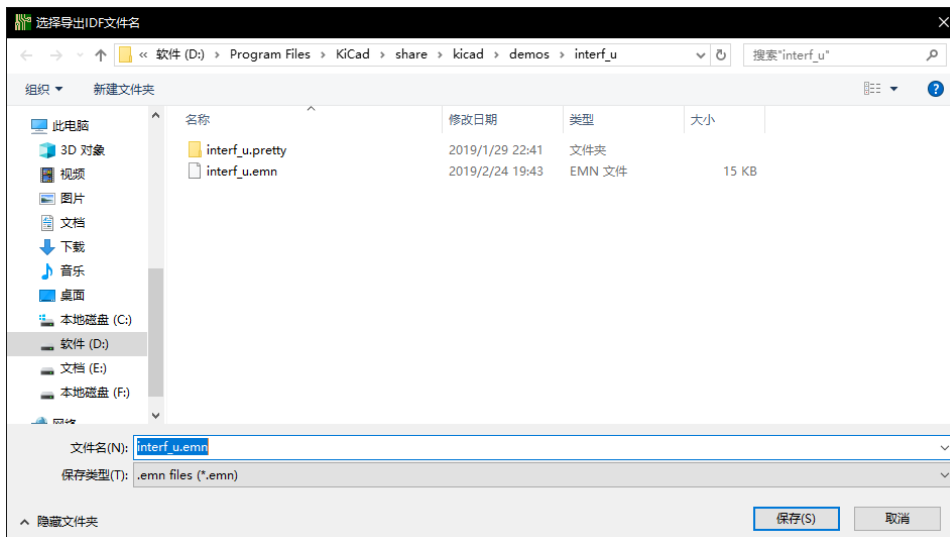 选择导出IDF文件名
« 软件 (D:) › Program Files › KiCad › share › kicad › demos › interf_u
搜索"interf_u"
组织 新建文件夹
名称 修改日期 类型 大小
interf_u.pretty 2019/1/29 22:41 文件夹
interf_u.emn 2019/2/24 19:43 EMN 文件 15 KB
此电脑
3D 对象
视频
图片
文档
下载
音乐
桌面
本地磁盘 (C:)
软件 (D:)
文档 (E:)
本地磁盘 (F:)
网络
文件名(N): interf_u.emn
保存类型(T): .emn files (*.emn)
隐藏文件夹
保存(S) 取消